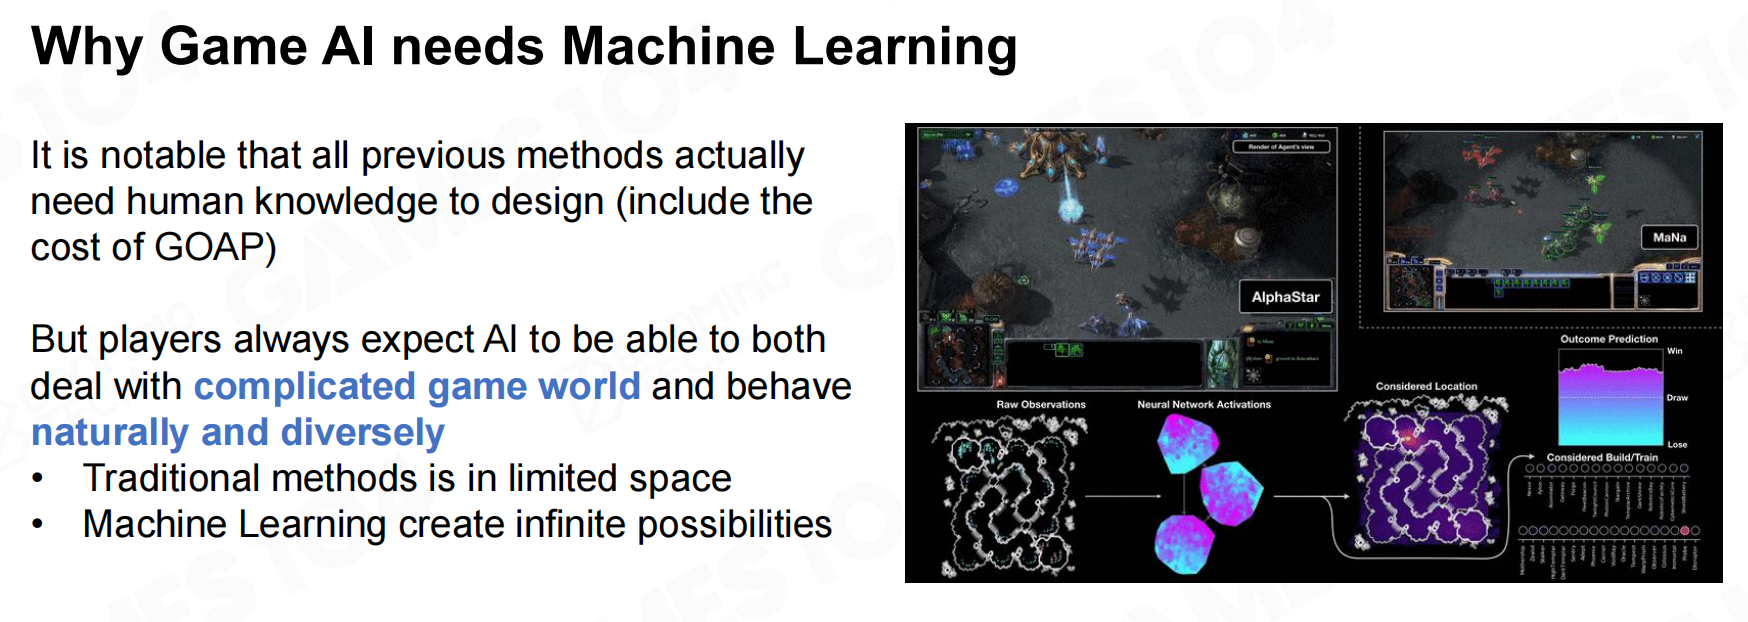 Why Game AI needs Machine Learning
It is notable that all previous methods actually
need human knowledge to design (include the
cost of GOAP)
But players always expect AI to be able to both
deal with complicated game world and behave
naturally and diversely
• Traditional methods is in limited space
• Machine Learning create infinite possibilities
Render of Agent's view
AlphaStar
MaNa
Raw Observations
Neural Network Activations
Considered Location
Outcome Prediction
Win
Draw
Lose
Considered Build/Train
GAMES 104